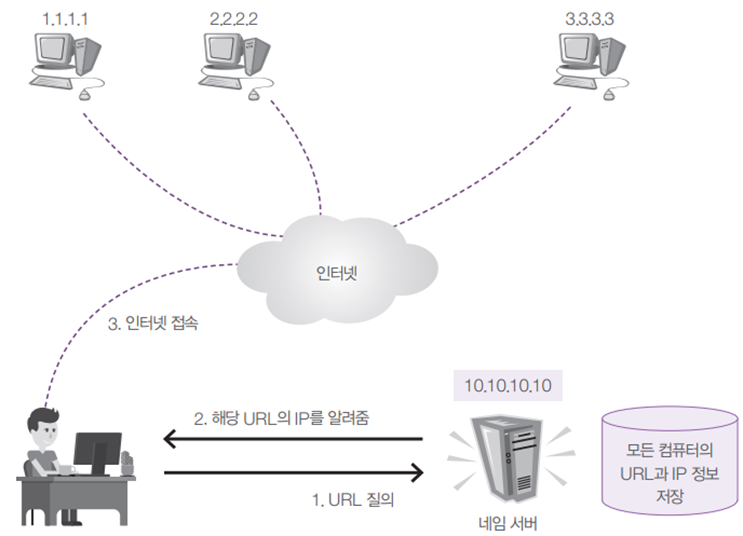 1.1.1.1
2.2.2.2
3.3.3.3
인터넷
3. 인터넷 접속
10.10.10.10
2. 해당 URL의 IP를 알려줌
모든 컴퓨터의
URL과 IP 정보
저장
1. URL 질의
네임 서버